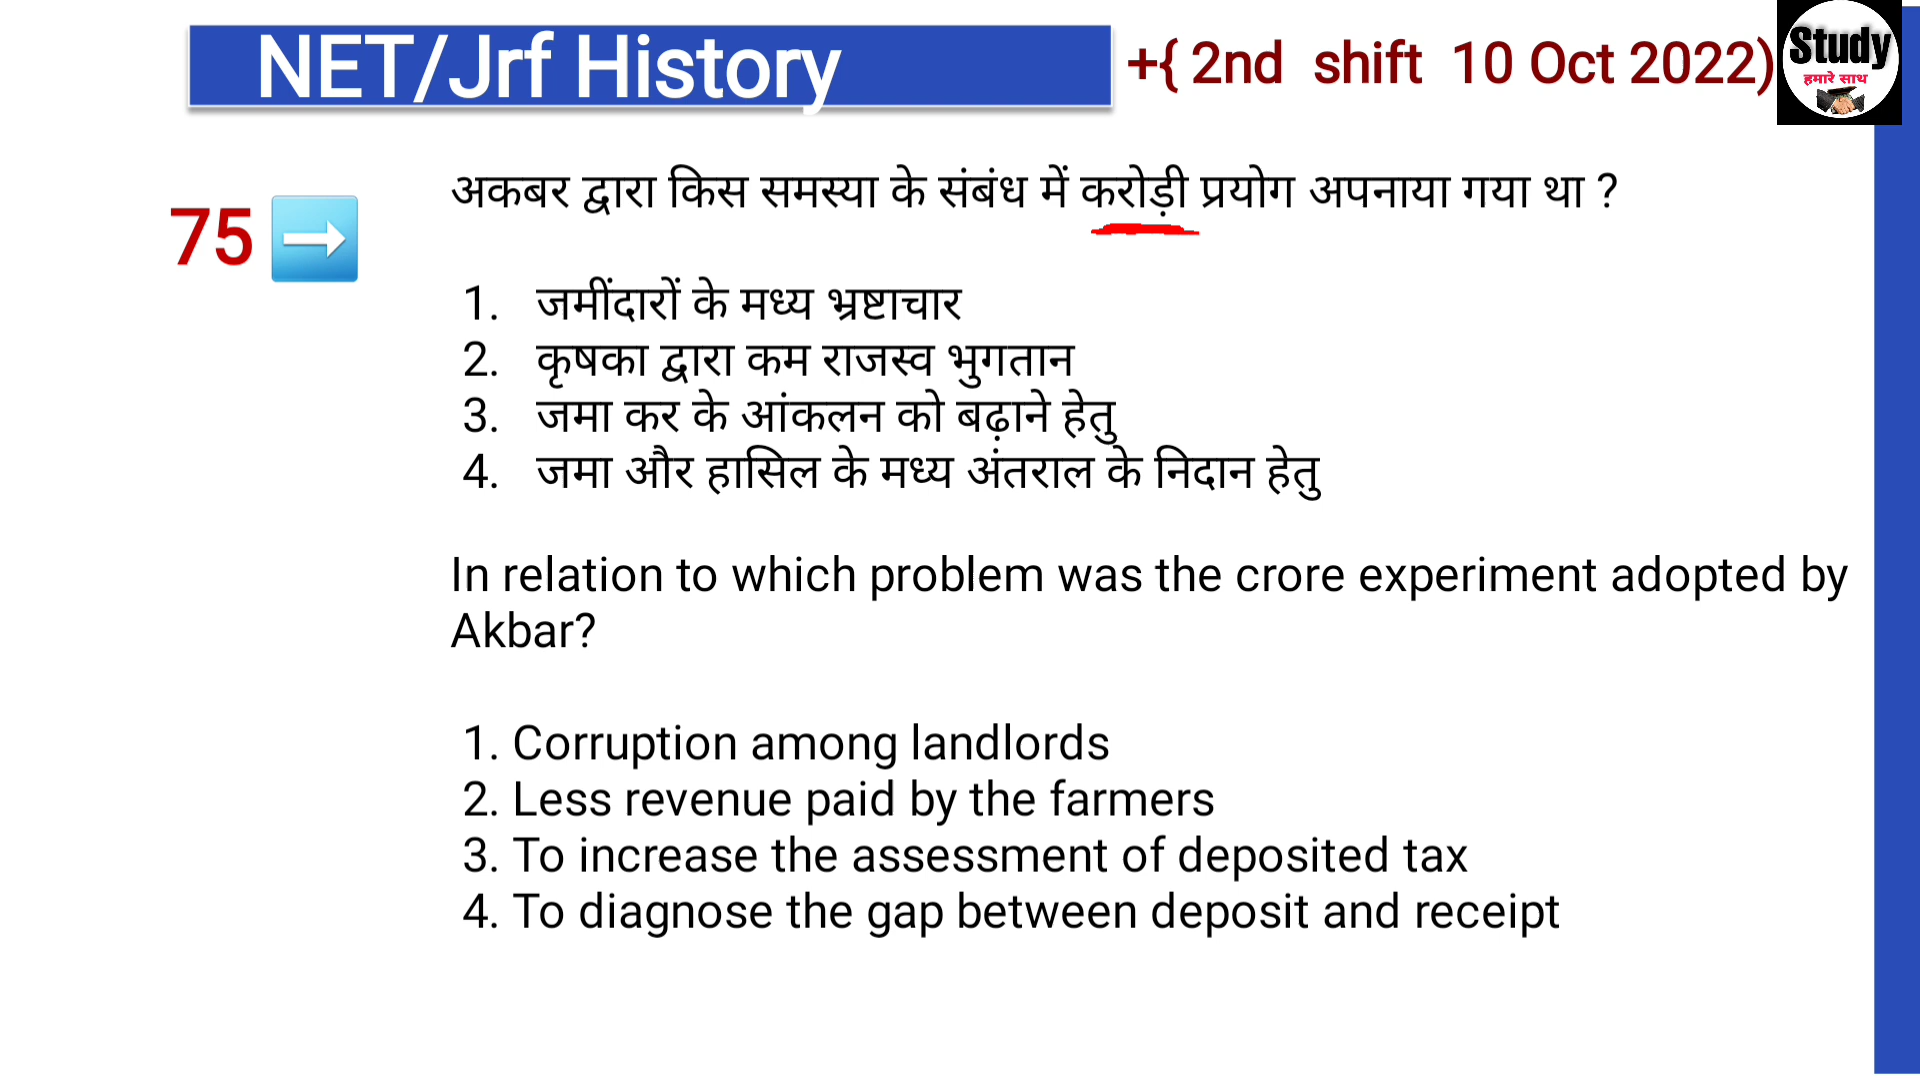 NET/Jrf History
+{ 2nd shift 10 Oct 2022)
Study
हमारे साथ
75
अकबर द्वारा किस समस्या के संबंध में करोड़ी प्रयोग अपनाया गया था ?
1. जमींदारों के मध्य भ्रष्टाचार
2. कृषका द्वारा कम राजस्व भुगतान
3. जमा कर के आंकलन को बढ़ाने हेतु
4. जमा और हासिल के मध्य अंतराल के निदान हेतु
In relation to which problem was the crore experiment adopted by
Akbar?
1. Corruption among landlords
2. Less revenue paid by the farmers
3. To increase the assessment of deposited tax
4. To diagnose the gap between deposit and receipt